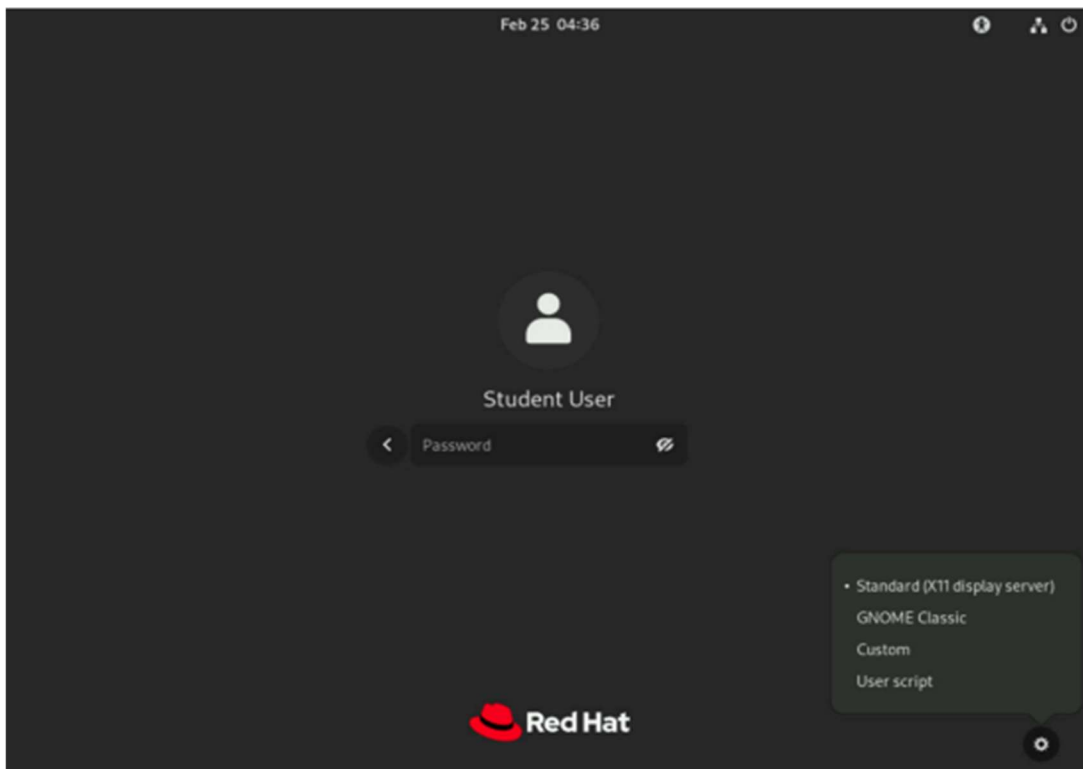 Feb 25 04:36
Student User
Password
Standard (X11 display server)
GNOME Classic
Custom
User script
Red Hat